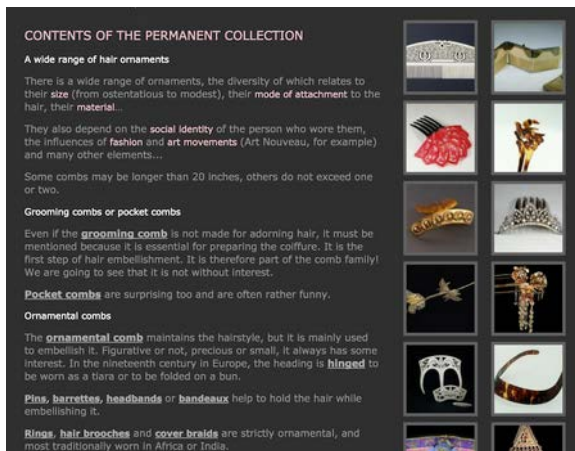 CONTENTS OF THE PERMANENT COLLECTION
A wide range of hair ornaments
There is a wide range of ornaments, the diversity of which relates to
their size (from ostentatious to modest), their mode of attachment to the
hair, their material...
They also depend on the social identity of the person who wore them,
the influences of fashion and art movements (Art Nouveau, for example)
and many other elements...
Some combs may be longer than 20 inches, others do not exceed one
or two.
Grooming combs or pocket combs
Even if the grooming comb is not made for adorning hair, it must be
mentioned because it is essential for preparing the coiffure. It is the
first step of hair embellishment. It is therefore part of the comb family!
We are going to see that it is not without interest.
Pocket combs are surprising too and are often rather funny.
Ornamental combs
The ornamental comb maintains the hairstyle, but it is mainly used
to embellish it. Figurative or not, precious or small, it always has some
interest. In the nineteenth century in Europe, the heading is hinged to
be worn as a tiara or to be folded on a bun.
Pins, barrettes, headbands or bandeaux help to hold the hair while
embellishing it.
Rings, hair brooches and cover braids are strictly ornamental, and
most traditionally worn in Africa or India.